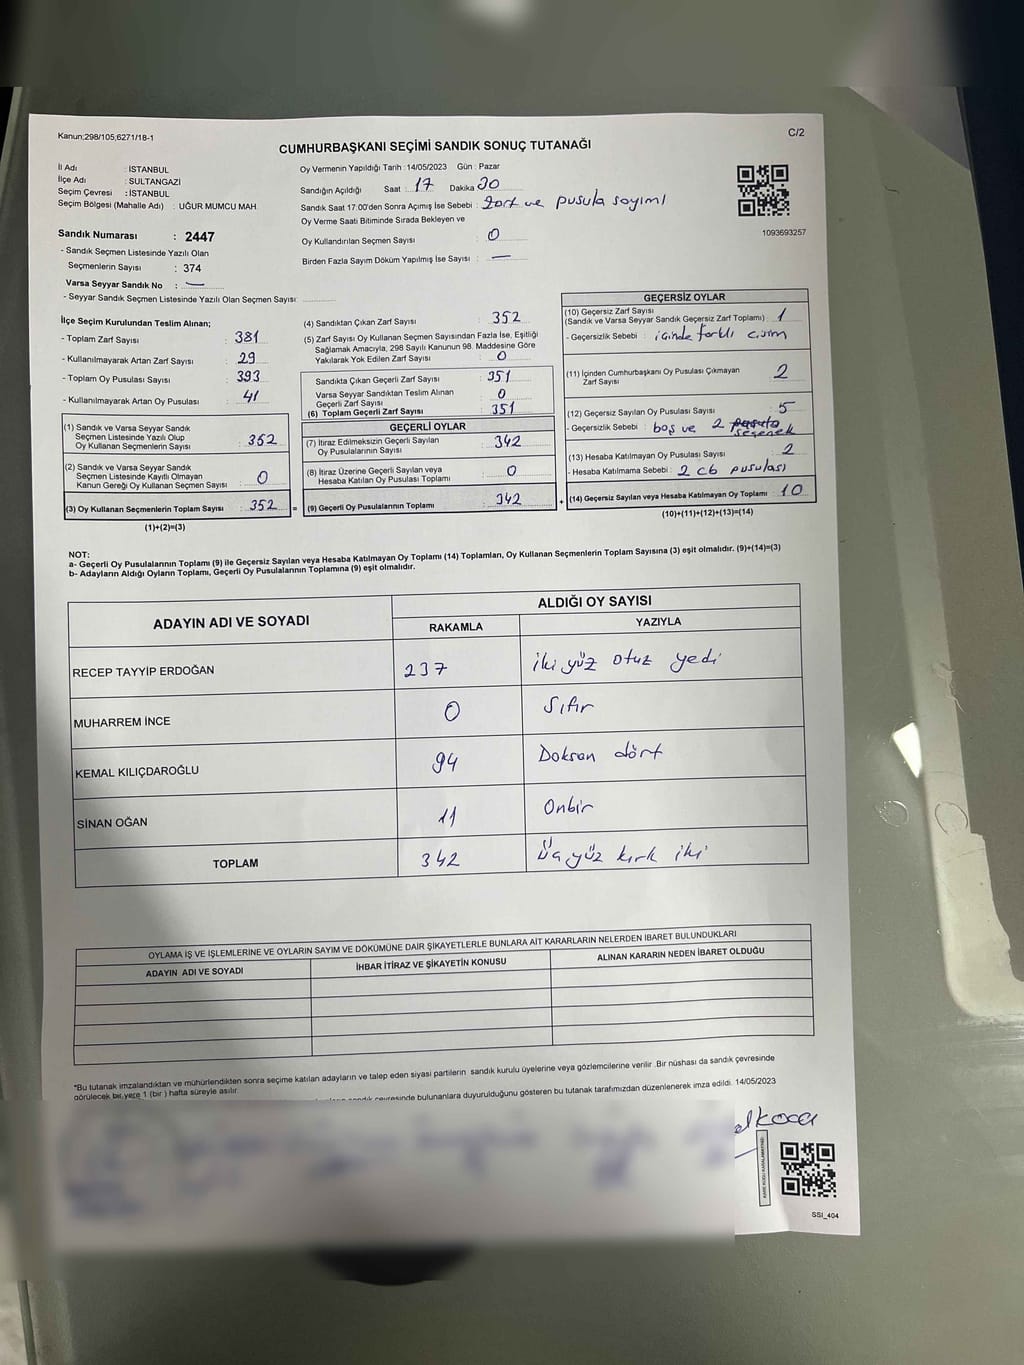 Kanun;298/105;6271/18-1
C/2
CUMHURBAŞKANI SEÇİMİ SANDIK SONUÇ TUTANAĞI
İl Adı : İSTANBUL
İlçe Adı : SULTANGAZİ
Seçim Çevresi : İSTANBUL
Seçim Bölgesi (Mahalle Adı) : UĞUR MUMCU MAH.
Sandık Numarası : 2447
- Sandık Seçmen Listesinde Yazılı Olan
Seçmenlerin Sayısı : 374
Varsa Seyyar Sandık No : —
- Seyyar Sandık Seçmen Listesinde Yazılı Olan Seçmen Sayısı:
Oy Vermenin Yapıldığı Tarih :14/05/2023 Gün : Pazar
Sandığın Açıldığı Saat : 17 Dakika 30
Sandık Saat 17:00'den Sonra Açımış İse Sebebi : Zarf ve pusula sayımı
Oy Verme Saati Bitiminde Sırada Bekleyen ve
Oy Kullandırılan Seçmen Sayısı : 0
Birden Fazla Sayım Döküm Yapılmış İse Sayısı : —
1093693257
İlçe Seçim Kurulundan Teslim Alınan;
- Toplam Zarf Sayısı : 381
- Kullanılmayarak Artan Zarf Sayısı : 29
- Toplam Oy Pusulası Sayısı : 393
- Kullanılmayarak Artan Oy Pusulası : 41
(1) Sandık ve Varsa Seyyar Sandık
Seçmen Listesinde Yazılı Olup
Oy Kullanan Seçmenlerin Sayısı : 352
(2) Sandık ve Varsa Seyyar Sandık
Seçmen Listesinde Kayıtlı Olmayan
Kanun Gereği Oy Kullanan Seçmen Sayısı : 0
(3) Oy Kullanan Seçmenlerin Toplam Sayısı : 352
(1)+(2)=(3)
=
(4) Sandıktan Çıkan Zarf Sayısı : 352
(5) Zarf Sayısı Oy Kullanan Seçmen Sayısından Fazla İse, Eşitliği
Sağlamak Amacıyla, 298 Sayılı Kanunun 98. Maddesine Göre
Yakılarak Yok Edilen Zarf Sayısı : 0
Sandıkta Çıkan Geçerli Zarf Sayısı : 351
Varsa Seyyar Sandıktan Teslim Alınan
Geçerli Zarf Sayısı : 0
(6) Toplam Geçerli Zarf Sayısı : 351
GEÇERLİ OYLAR
(7) İtiraz Edilmeksizin Geçerli Sayılan
Oy Pusulalarının Sayısı : 342
(8) İtiraz Üzerine Geçerli Sayılan veya
Hesaba Katılan Oy Pusulası Toplamı : 0
(9) Geçerli Oy Pusulalarının Toplamı : 342
+
GEÇERSİZ OYLAR
(10) Geçersiz Zarf Sayısı
(Sandık ve Varsa Seyyar Sandık Geçersiz Zarf Toplamı) : 1
- Geçersizlik Sebebi : içinde farklı cisim
(11) İçinden Cumhurbaşkanı Oy Pusulası Çıkmayan
Zarf Sayısı : 2
(12) Geçersiz Sayılan Oy Pusulası Sayısı : 5
- Geçersizlik Sebebi : boş ve 2 seçenek
(13) Hesaba Katılmayan Oy Pusulası Sayısı : 2
- Hesaba Katılmama Sebebi : 2 cb pusulası
(14) Geçersiz Sayılan veya Hesaba Katılmayan Oy Toplamı : 10
(10)+(11)+(12)+(13)=(14)
NOT:
a- Geçerli Oy Pusulalarının Toplamı (9) ile Geçersiz Sayılan veya Hesaba Katılmayan Oy Toplamı (14) Toplamları, Oy Kullanan Seçmenlerin Toplam Sayısına (3) eşit olmalıdır. (9)+(14)=(3)
b- Adayların Aldığı Oyların Toplamı, Geçerli Oy Pusulalarının Toplamına (9) eşit olmalıdır.
ADAYIN ADI VE SOYADI
ALDIĞI OY SAYISI
RAKAMLA YAZIYLA
RECEP TAYYİP ERDOĞAN 237 İki yüz otuz yedi
MUHARREM İNCE 0 Sıfır
KEMAL KILIÇDAROĞLU 94 Doksan dört
SİNAN OĞAN 11 Onbir
TOPLAM 342 Üç yüz kırk iki
OYLAMA İŞ VE İŞLEMLERİNE VE OYLARIN SAYIM VE DÖKÜMÜNE DAİR ŞİKAYETLERLE BUNLARA AİT KARARLARIN NELERDEN İBARET BULUNDUKLARI
ADAYIN ADI VE SOYADI İHBAR İTİRAZ VE ŞİKAYETİN KONUSU ALINAN KARARIN NEDEN İBARET OLDUĞU
*Bu tutanak imzalandıktan ve mühürlendikten sonra seçime katılan adayların ve talep eden siyasi partilerin sandık kurulu üyelerine veya gözlemcilerine verilir .Bir nüshası da sandık çevresinde
görülecek bir yere 1 (bir ) hafta süreyle asılır.
sandık çevresinde bulunanlara duyurulduğunu gösteren bu tutanak tarafımızdan düzenlenerek imza edildi. 14/05/2023
SSI_404